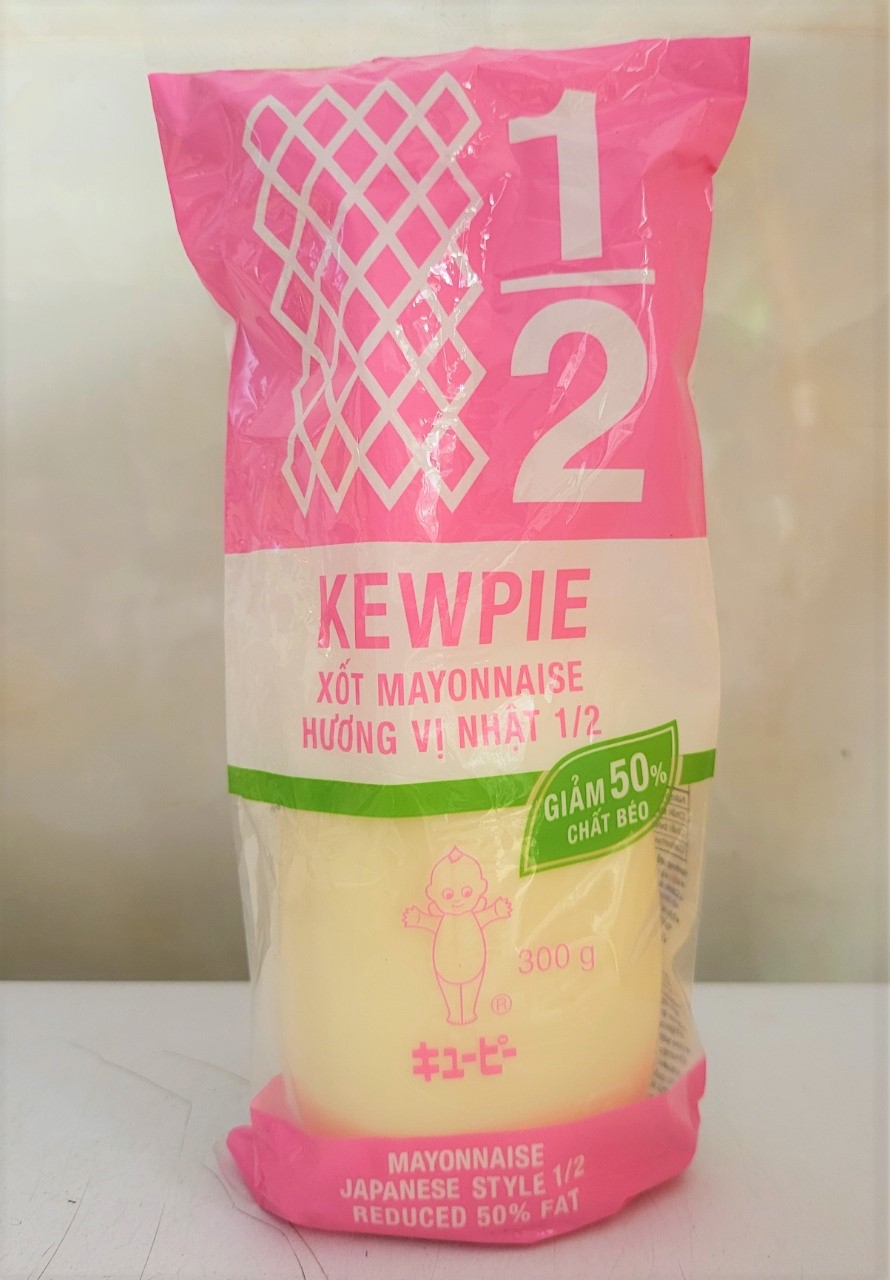 1
2
KEWPIE
XỐT MAYONNAISE
HƯƠNG VỊ NHẬT 1/2
GIẢM 50%
CHẤT BÉO
300 g
®
キューピー
MAYONNAISE
JAPANESE STYLE 1/2
REDUCED 50% FAT